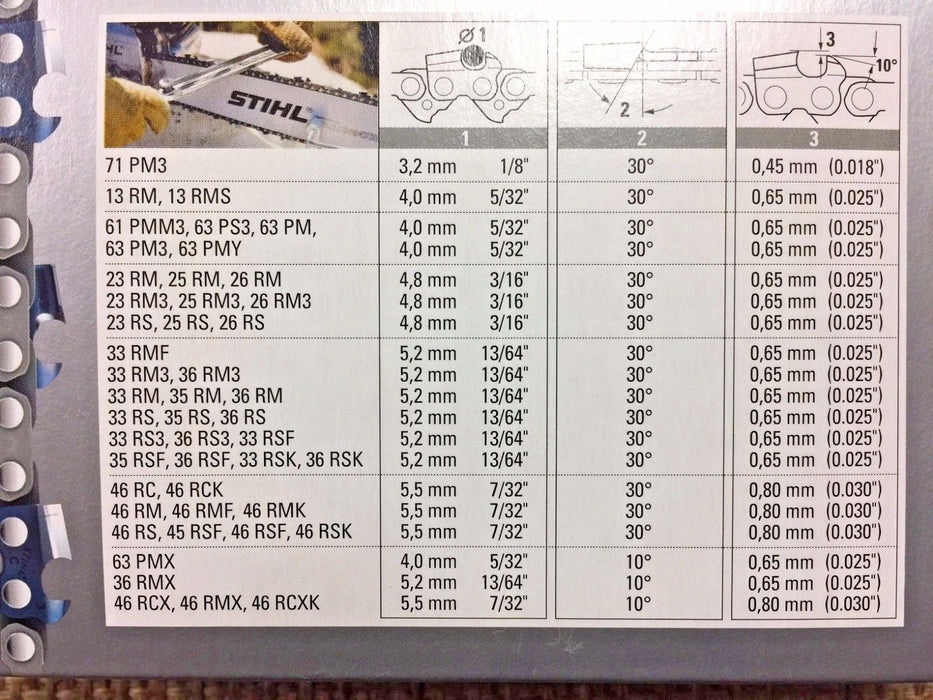 STIHL
Ø 1
2
3
10°
1 2 3
71 PM3 3,2 mm 1/8" 30° 0,45 mm (0.018")
13 RM, 13 RMS 4,0 mm 5/32" 30° 0,65 mm (0.025")
61 PMM3, 63 PS3, 63 PM, 4,0 mm 5/32" 30° 0,65 mm (0.025")
63 PM3, 63 PMY 4,0 mm 5/32" 30° 0,65 mm (0.025")
23 RM, 25 RM, 26 RM 4,8 mm 3/16" 30° 0,65 mm (0.025")
23 RM3, 25 RM3, 26 RM3 4,8 mm 3/16" 30° 0,65 mm (0.025")
23 RS, 25 RS, 26 RS 4,8 mm 3/16" 30° 0,65 mm (0.025")
33 RMF 5,2 mm 13/64" 30° 0,65 mm (0.025")
33 RM3, 36 RM3 5,2 mm 13/64" 30° 0,65 mm (0.025")
33 RM, 35 RM, 36 RM 5,2 mm 13/64" 30° 0,65 mm (0.025")
33 RS, 35 RS, 36 RS 5,2 mm 13/64" 30° 0,65 mm (0.025")
33 RS3, 36 RS3, 33 RSF 5,2 mm 13/64" 30° 0,65 mm (0.025")
35 RSF, 36 RSF, 33 RSK, 36 RSK 5,2 mm 13/64" 30° 0,65 mm (0.025")
46 RC, 46 RCK 5,5 mm 7/32" 30° 0,80 mm (0.030")
46 RM, 46 RMF, 46 RMK 5,5 mm 7/32" 30° 0,80 mm (0.030")
46 RS, 45 RSF, 46 RSF, 46 RSK 5,5 mm 7/32" 30° 0,80 mm (0.030")
63 PMX 4,0 mm 5/32" 10° 0,65 mm (0.025")
36 RMX 5,2 mm 13/64" 10° 0,65 mm (0.025")
46 RCX, 46 RMX, 46 RCXK 5,5 mm 7/32" 10° 0,80 mm (0.030")